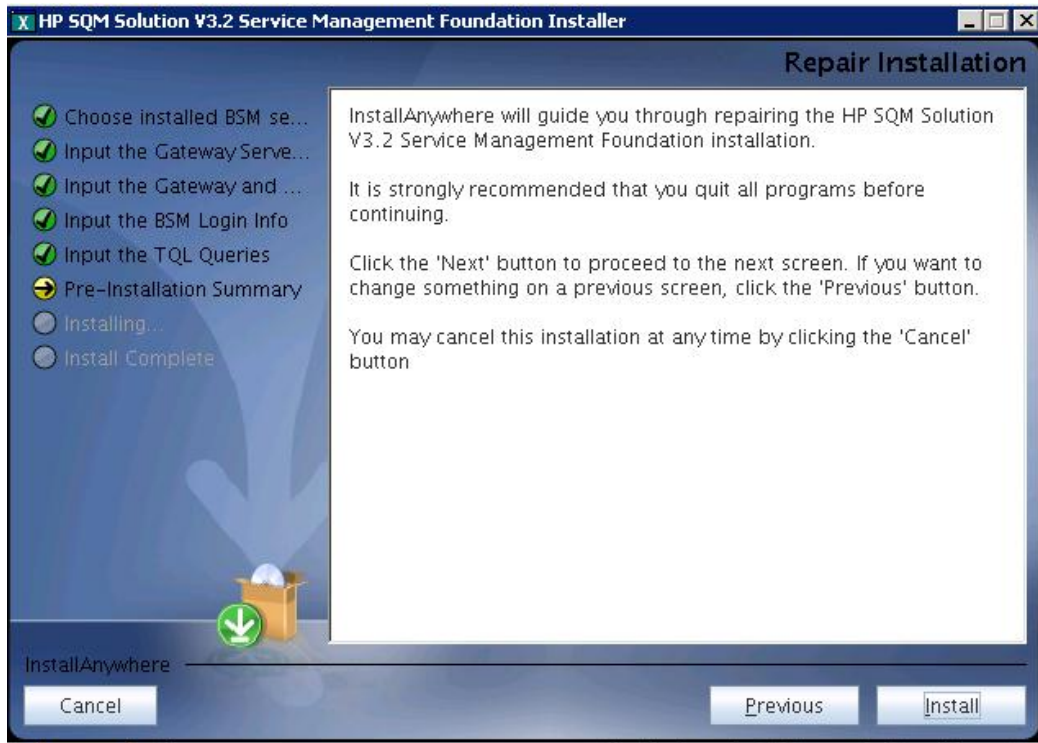 HP SQM Solution V3.2 Service Management Foundation Installer
Repair Installation
Choose installed BSM se...
Input the Gateway Serve...
Input the Gateway and ...
Input the BSM Login Info
Input the TQL Queries
Pre-Installation Summary
Installing...
Install Complete
InstallAnywhere will guide you through repairing the HP SQM Solution
V3.2 Service Management Foundation installation.
It is strongly recommended that you quit all programs before
continuing.
Click the 'Next' button to proceed to the next screen. If you want to
change something on a previous screen, click the 'Previous' button.
You may cancel this installation at any time by clicking the 'Cancel'
button
InstallAnywhere
Cancel
Previous
Install